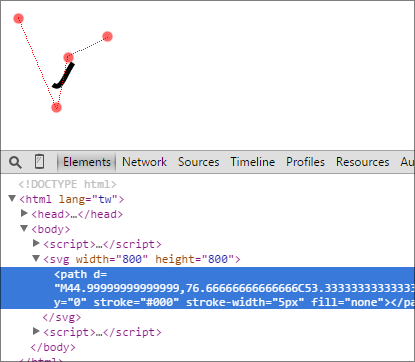 Elements Network Sources Timeline Profiles Resources Au
<!DOCTYPE html>
▼<html lang="tw">
▶<head>…</head>
▼<body>
▶<script>…</script>
▼<svg width="800" height="800">
<path d=
"M44.99999999999999,76.66666666666666C53.33333333333333
y="0" stroke="#000" stroke-width="5px" fill="none"></pa
</svg>
▶<script>…</script>
</body>
</html>